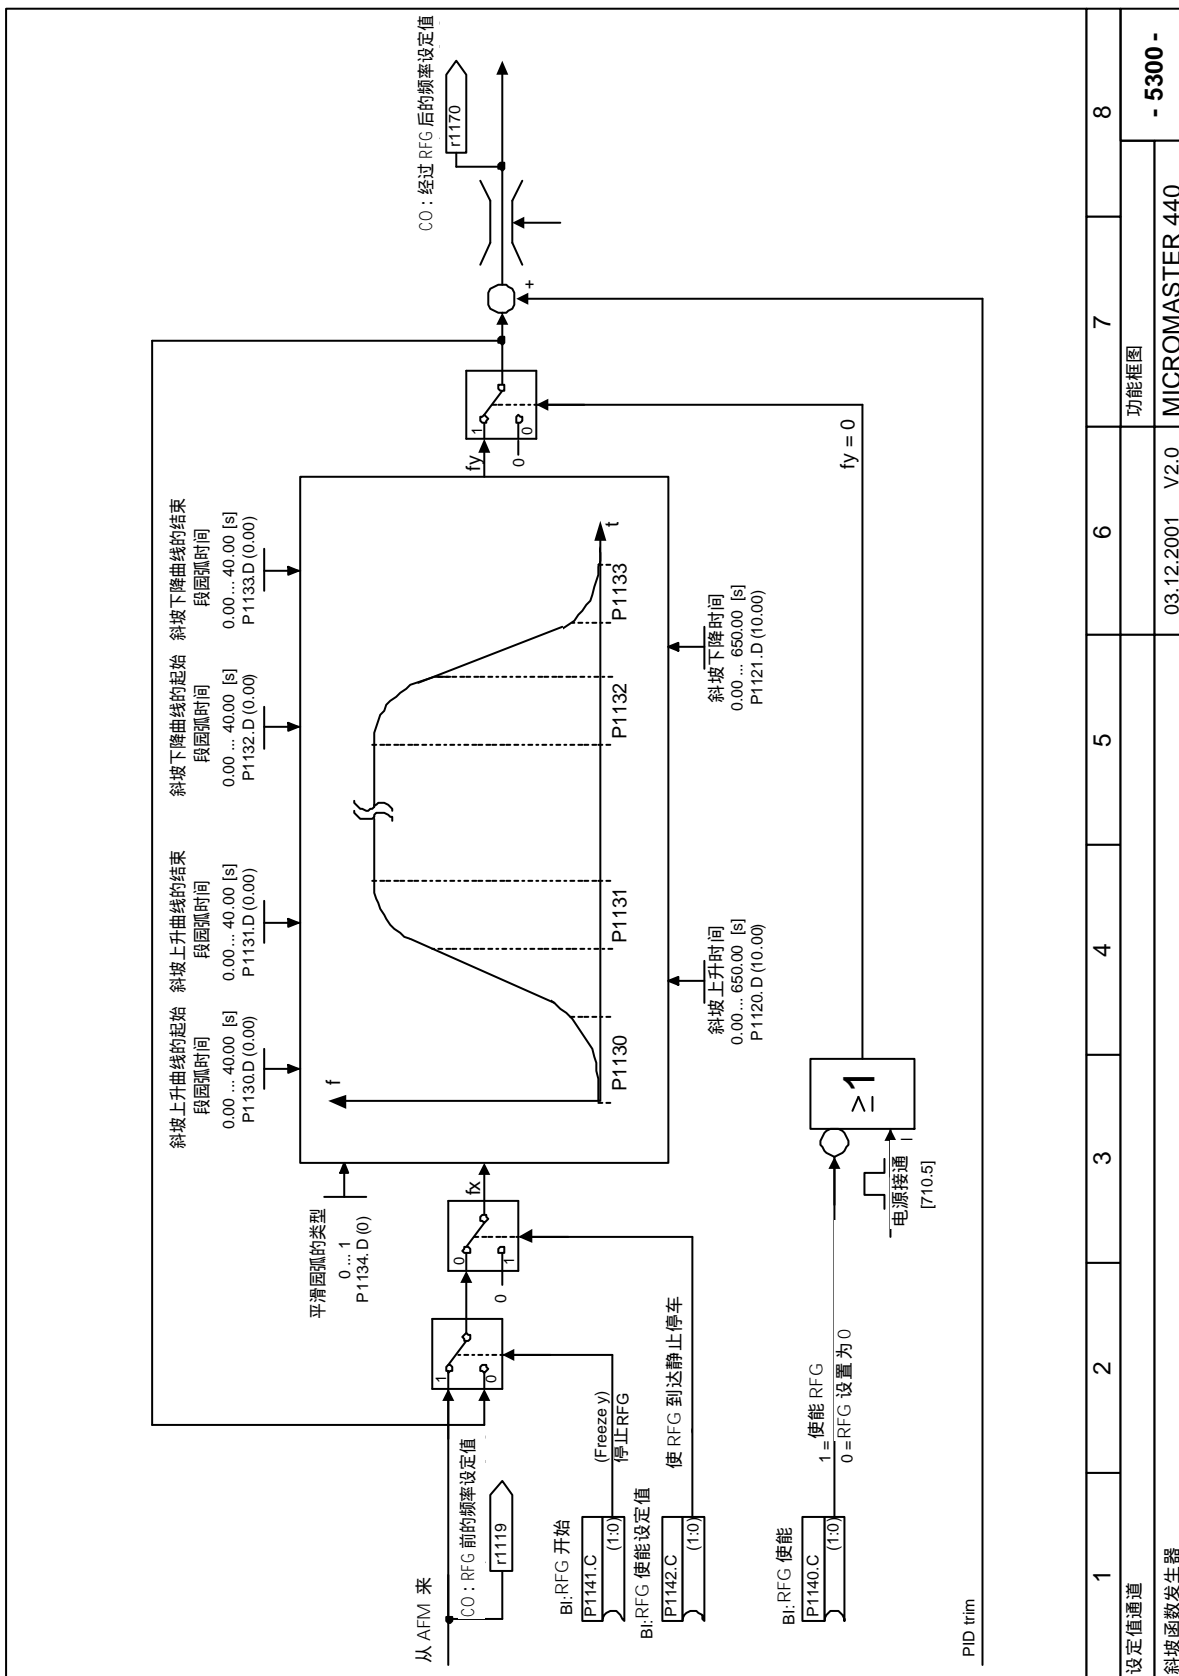 从 AFM 来
CO : RFG 前的频率设定值
r1119
BI:RFG 开始
P1141.C
(1:0)
(Freeze y)
停止RFG
BI:RFG 使能设定值
P1142.C
(1:0)
使 RFG 到达静止停车
BI:RFG 使能
P1140.C
(1:0)
1 = 使能 RFG
0 =RFG 设置为0
PID trim
1
0
0
1
0
fx
平滑园弧的类型
0 ... 1
P1134. D (0)
斜坡上升曲线的起始
段园弧时间
0.00 ... 40.00 [s]
P1130.D (0.00)
斜坡上升曲线的结束
段园弧时间
0.00 ... 40.00 [s]
P1131.D (0.00)
斜坡下降曲线的起始
段园弧时间
0.00 ... 40.00 [s]
P1132.D (0.00)
斜坡下降曲线的结束
段园弧时间
0.00 ... 40.00 [s]
P1133.D (0.00)
f
P1130
P1131
P1132
P1133
t
斜坡上升时间
0.00 ... 650.00 [s]
P1120. D (10.00)
斜坡下降时间
0.00 ... 650.00 [s]
P1121.D (10.00)
电源接通
[710.5]
≥1
fy = 0
fy
1
0
0
+
CO : 经过 RFG 后的频率设定值
r1170
1 2 3 4 5 6 7 8
设定值通道
斜坡函数发生器
03.12.2001 V2.0
功能框图
MICROMASTER 440
- 5300 -